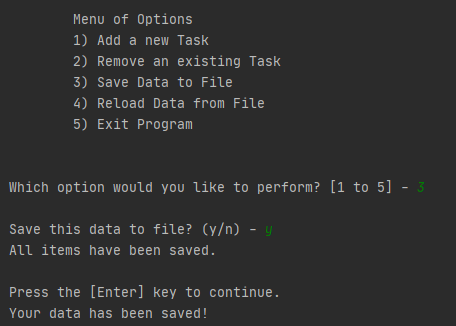 Menu of Options
1) Add a new Task
2) Remove an existing Task
3) Save Data to File
4) Reload Data from File
5) Exit Program
Which option would you like to perform? [1 to 5] - 3
Save this data to file? (y/n) - y
All items have been saved.
Press the [Enter] key to continue.
Your data has been saved!